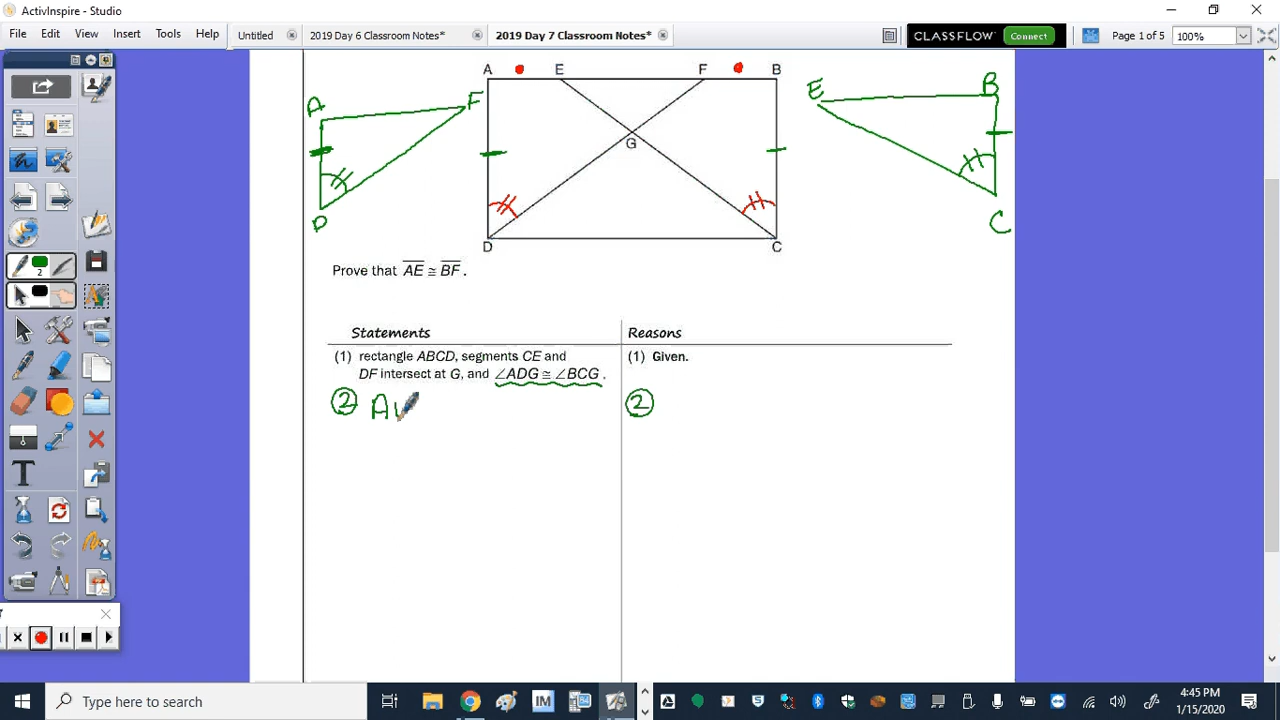 ActivInspire - Studio
File Edit View Insert Tools Help Untitled 2019 Day 6 Classroom Notes* 2019 Day 7 Classroom Notes* CLASSFLOW Connect Page 1 of 5 100%
A E F B
E B
A F
G
D C
D
C
2
Prove that AE ≅ BF.
Statements Reasons
(1) rectangle ABCD, segments CE and (1) Given.
DF intersect at G, and ∠ADG ≅ ∠BCG.
② A ②
T
Type here to search
IM
4:45 PM
1/15/2020